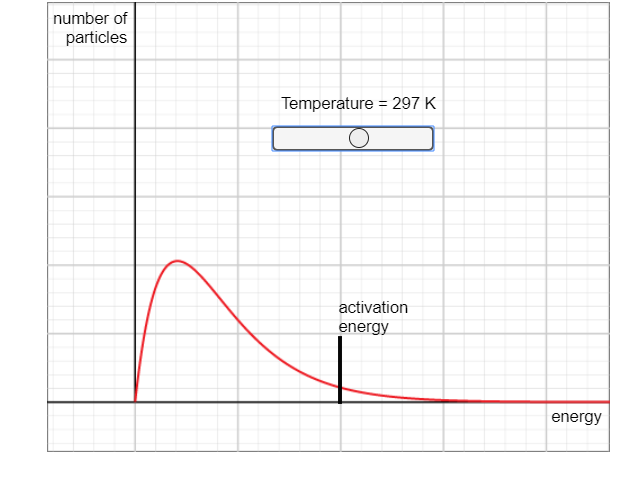 number of
particles
Temperature = 297 K
activation
energy
energy